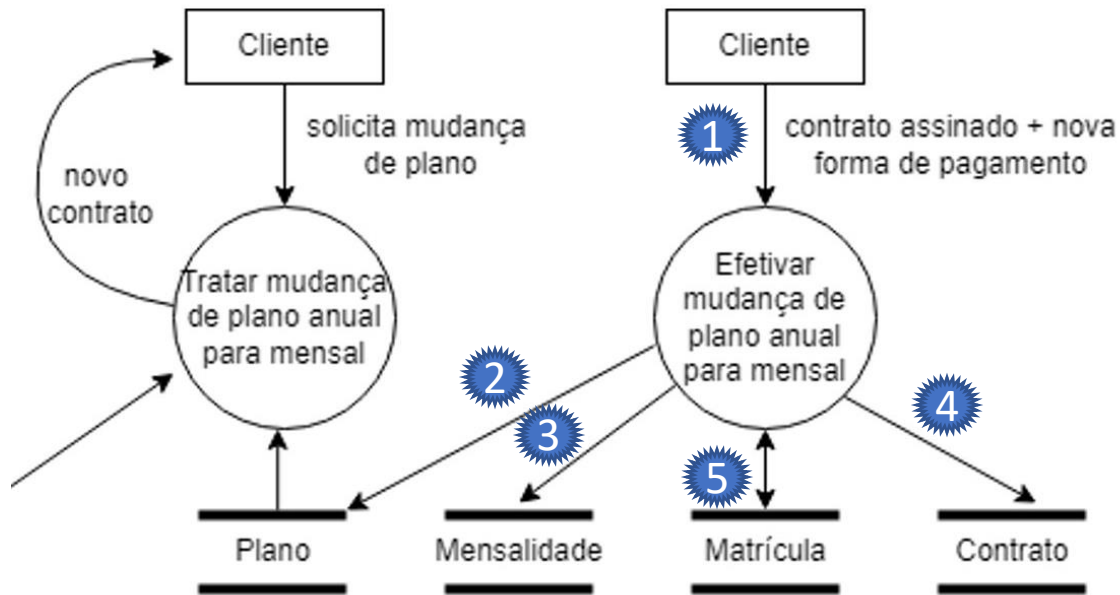 Cliente
Cliente
solicita mudança
de plano
1
contrato assinado + nova
forma de pagamento
novo
contrato
Tratar mudança
de plano anual
para mensal
Efetivar
mudança de
plano anual
para mensal
2
3
4
5
Plano
Mensalidade
Matrícula
Contrato